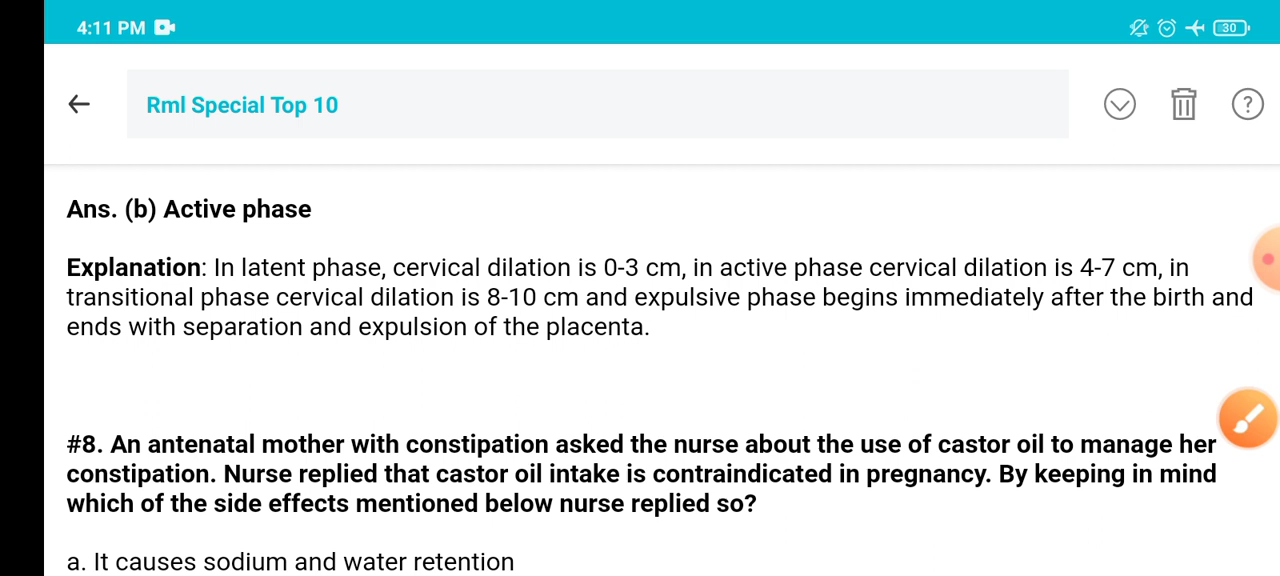 4:11 PM
30
Rml Special Top 10
?
Ans. (b) Active phase
Explanation: In latent phase, cervical dilation is 0-3 cm, in active phase cervical dilation is 4-7 cm, in
transitional phase cervical dilation is 8-10 cm and expulsive phase begins immediately after the birth and
ends with separation and expulsion of the placenta.
#8. An antenatal mother with constipation asked the nurse about the use of castor oil to manage her
constipation. Nurse replied that castor oil intake is contraindicated in pregnancy. By keeping in mind
which of the side effects mentioned below nurse replied so?
a. It causes sodium and water retention